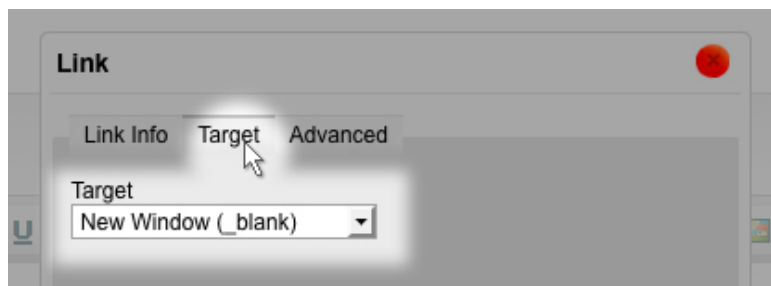 Link
Link Info Target Advanced
Target
New Window (_blank)
U